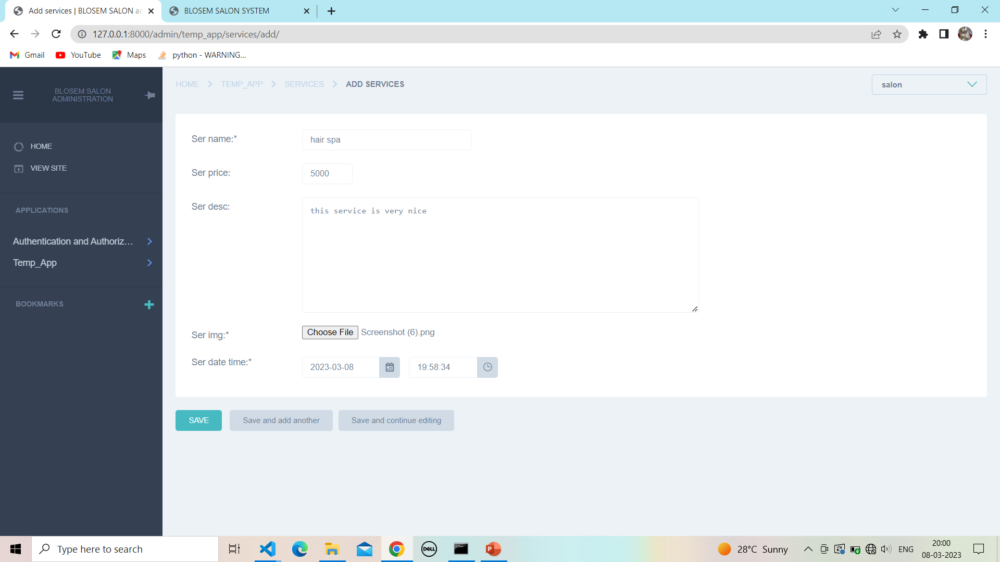 Add services | BLOSEM SALON ad
BLOSEM SALON SYSTEM
127.0.0.1:8000/admin/temp_app/services/add/
Gmail
YouTube
Maps
python - WARNING...
BLOSEM SALON
ADMINISTRATION
HOME
TEMP_APP
SERVICES
ADD SERVICES
salon
HOME
VIEW SITE
APPLICATIONS
Authentication and Authoriz...
Temp_App
BOOKMARKS
Ser name:*
hair spa
Ser price:
5000
Ser desc:
this service is very nice
Ser img:*
Choose File Screenshot (6).png
Ser date time:*
2023-03-08
19:58:34
SAVE
Save and add another
Save and continue editing
Type here to search
DELL
28°C Sunny
ENG
20:00
08-03-2023